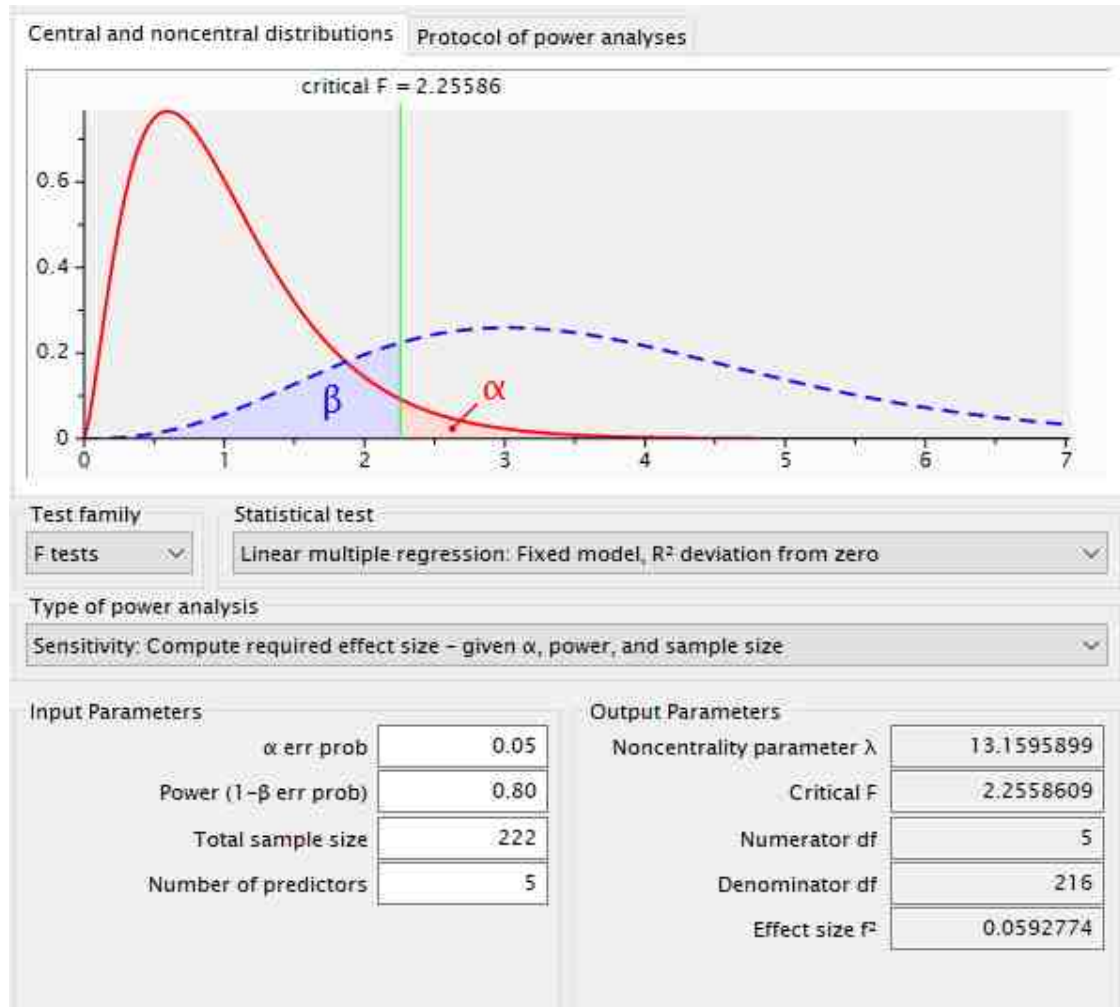 Central and noncentral distributions Protocol of power analyses
critical F = 2.25586
0.6
0.4
0.2
0
β
α
0 1 2 3 4 5 6 7
Test family Statistical test
F tests Linear multiple regression: Fixed model, R² deviation from zero
Type of power analysis
Sensitivity: Compute required effect size – given α, power, and sample size
Input Parameters Output Parameters
α err prob 0.05 Noncentrality parameter λ 13.1595899
Power (1-β err prob) 0.80 Critical F 2.2558609
Total sample size 222 Numerator df 5
Number of predictors 5 Denominator df 216
Effect size f² 0.0592774